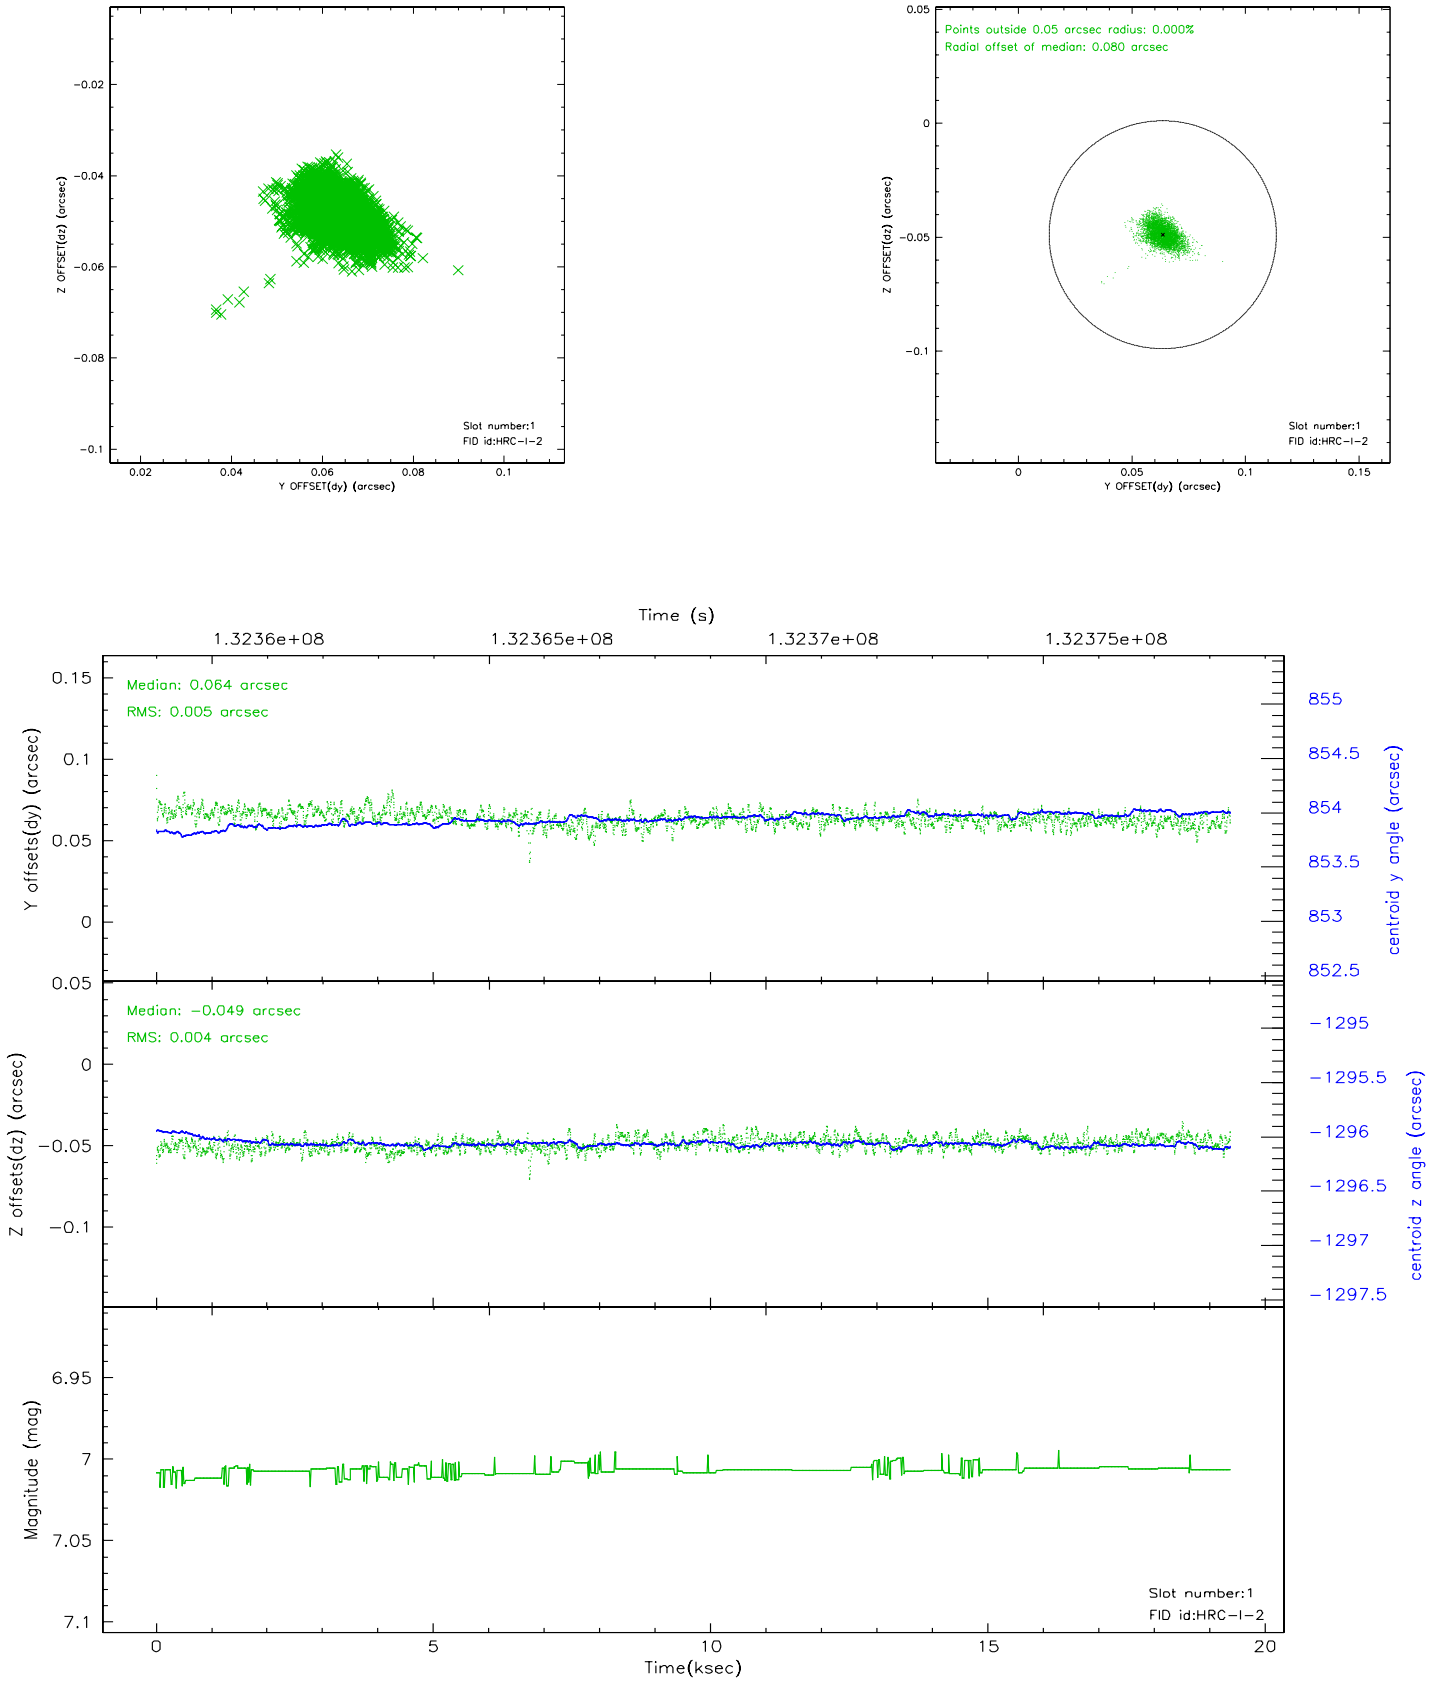 −0.02
−0.04
−0.06
−0.08
−0.1
Z OFFSET(dz) (arcsec)
Slot number:1
FID id:HRC−I−2
0.02
0.04
0.06
0.08
0.1
Y OFFSET(dy) (arcsec)
0.05
Points outside 0.05 arcsec radius: 0.000%
Radial offset of median: 0.080 arcsec
0
−0.05
−0.1
Z OFFSET(dz) (arcsec)
Slot number:1
FID id:HRC−I−2
0
0.05
0.1
0.15
Y OFFSET(dy) (arcsec)
Time (s)
1.3236e+08
1.32365e+08
1.3237e+08
1.32375e+08
0.15
0.1
0.05
0
Y offsets(dy) (arcsec)
Median: 0.064 arcsec
RMS: 0.005 arcsec
855
854.5
854
853.5
853
852.5
centroid y angle (arcsec)
0.05
0
−0.05
−0.1
Z offsets(dz) (arcsec)
Median: −0.049 arcsec
RMS: 0.004 arcsec
−1295
−1295.5
−1296
−1296.5
−1297
−1297.5
centroid z angle (arcsec)
6.95
7
7.05
7.1
Magnitude (mag)
Slot number:1
FID id:HRC−I−2
0
5
10
15
20
Time(ksec)